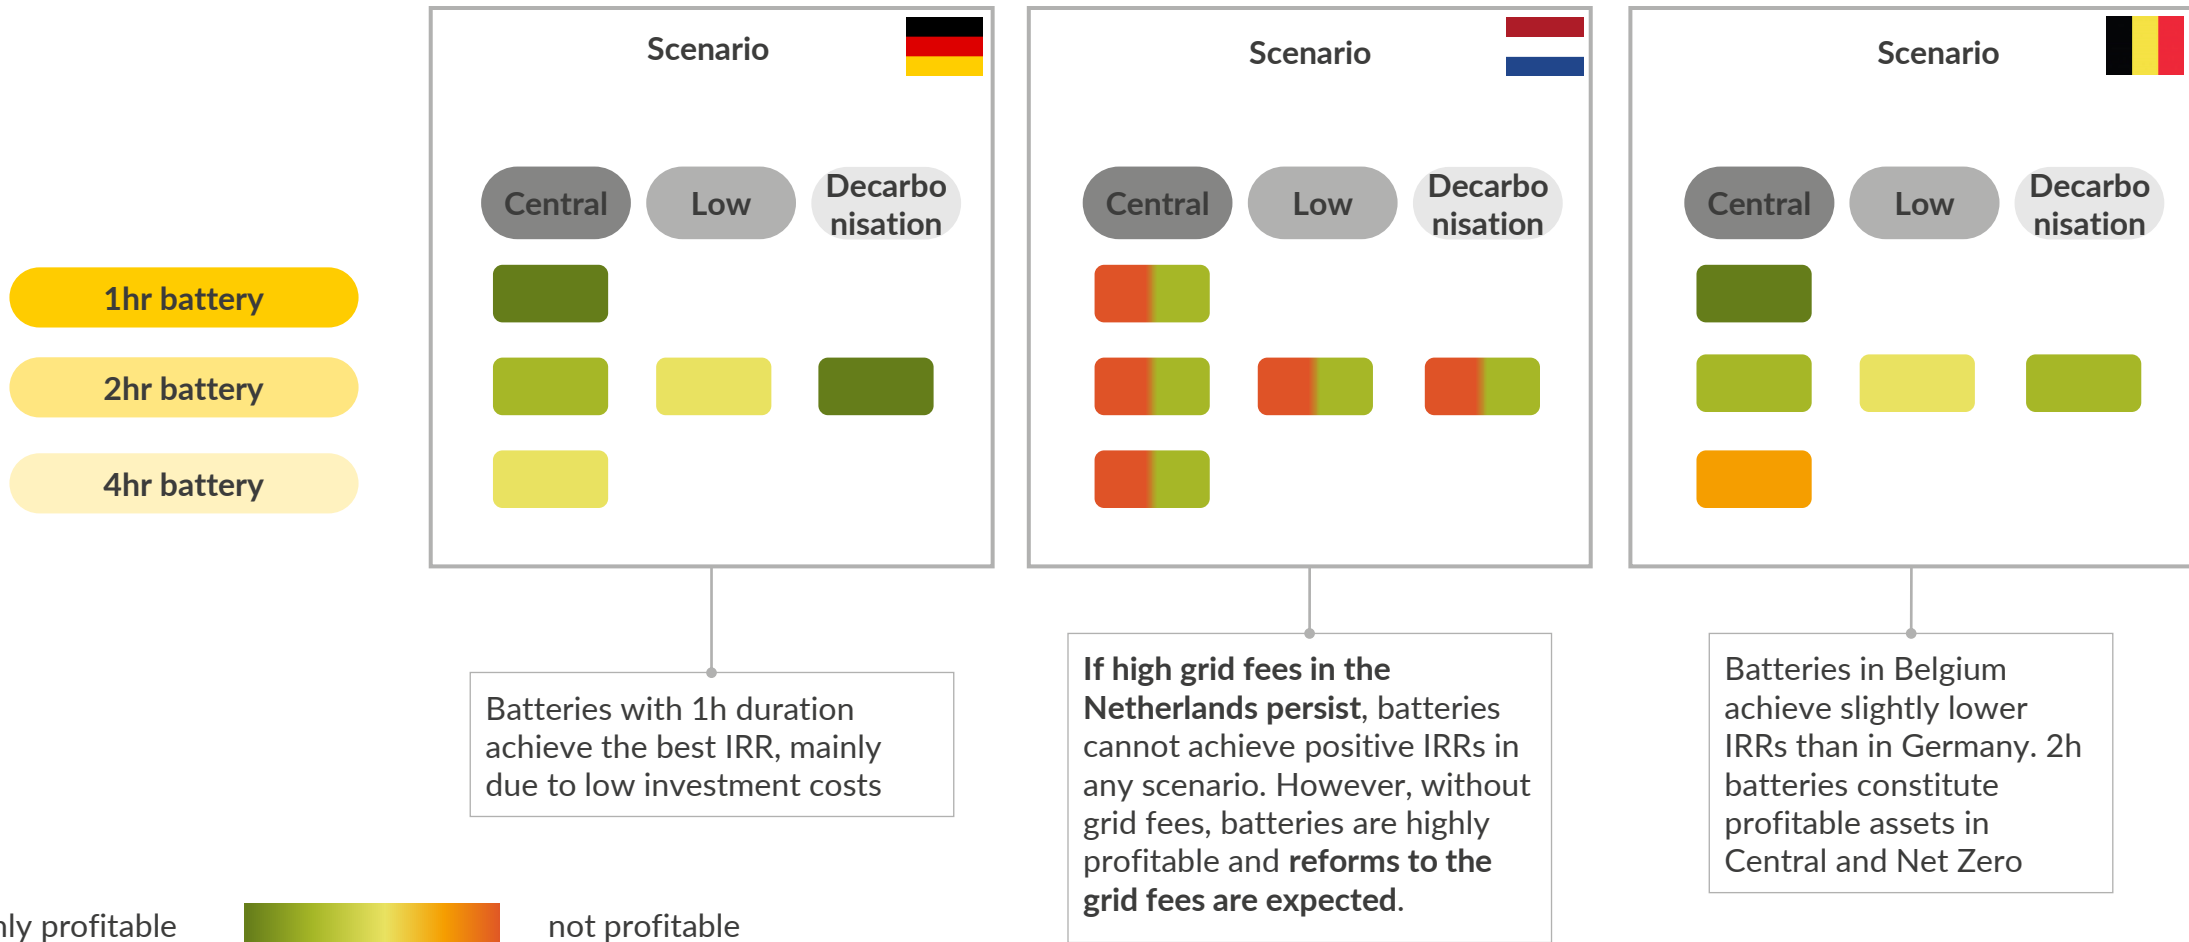 Scenario
Scenario
Scenario
Central
Low
Decarbo
nisation
Central
Low
Decarbo
nisation
Central
Low
Decarbo
nisation
1hr battery
2hr battery
4hr battery
Batteries with 1h duration
achieve the best IRR, mainly
due to low investment costs
If high grid fees in the
Netherlands persist, batteries
cannot achieve positive IRRs in
any scenario. However, without
grid fees, batteries are highly
profitable and reforms to the
grid fees are expected.
Batteries in Belgium
achieve slightly lower
IRRs than in Germany. 2h
batteries constitute
profitable assets in
Central and Net Zero
profitable
not profitable